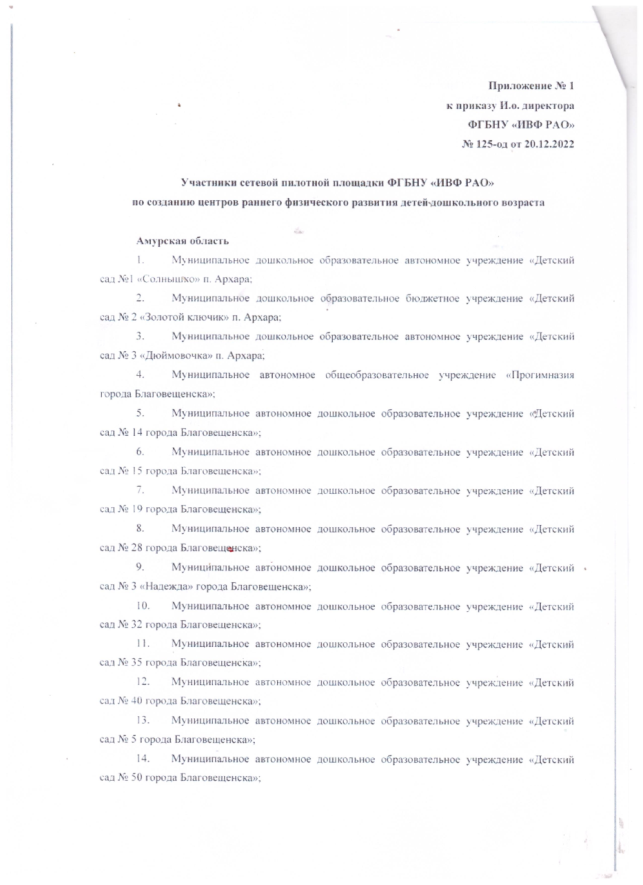 Приложение № 1
к приказу И.о. директора
ФГБНУ «ИВФ РАО»
№ 125-од от 20.12.2022
Участники сетевой пилотной площадки ФГБНУ «ИВФ РАО»
по созданию центров раннего физического развития детей дошкольного возраста
Амурская область
1. Муниципальное дошкольное образовательное автономное учреждение «Детский
сад №1 «Солнышко» п. Архара;
2. Муниципальное дошкольное образовательное бюджетное учреждение «Детский
сад № 2 «Золотой ключик» п. Архара;
3. Муниципальное дошкольное образовательное автономное учреждение «Детский
сад № 3 «Дюймовочка» п. Архара;
4. Муниципальное автономное общеобразовательное учреждение «Прогимназия
города Благовещенска»;
5. Муниципальное автономное дошкольное образовательное учреждение «Детский
сад № 14 города Благовещенска»;
6. Муниципальное автономное дошкольное образовательное учреждение «Детский
сад № 15 города Благовещенска»;
7. Муниципальное автономное дошкольное образовательное учреждение «Детский
сад № 19 города Благовещенска»;
8. Муниципальное автономное дошкольное образовательное учреждение «Детский
сад № 28 города Благовещенска»;
9. Муниципальное автономное дошкольное образовательное учреждение «Детский
сад № 3 «Надежда» города Благовещенска»;
10. Муниципальное автономное дошкольное образовательное учреждение «Детский
сад № 32 города Благовещенска»;
11. Муниципальное автономное дошкольное образовательное учреждение «Детский
сад № 35 города Благовещенска»;
12. Муниципальное автономное дошкольное образовательное учреждение «Детский
сад № 40 города Благовещенска»;
13. Муниципальное автономное дошкольное образовательное учреждение «Детский
сад № 5 города Благовещенска»;
14. Муниципальное автономное дошкольное образовательное учреждение «Детский
сад № 50 города Благовещенска»;